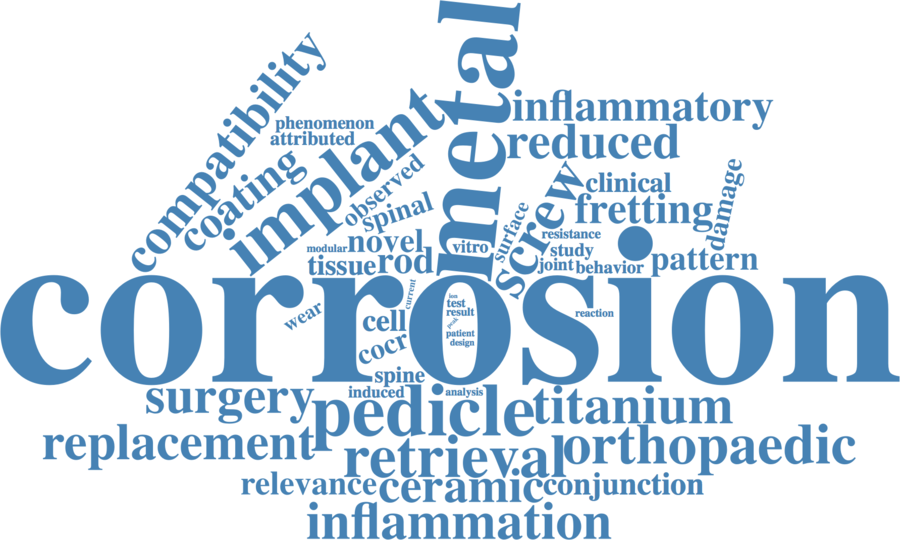 metal
compatibility
inflammatory
phenomenon
attributed
implant
reduced
coating
observed
clinical
damage
screw
spinal
fretting
surface
novel
vitro
resistance
modular
study
tissue
rod
joint
behavior
pattern
corrosion
current
ion
test
result
wear
reaction
cell
peak
patient
design
cocr
spine
induced
analysis
surgery
pedicle
titanium
replacement
retrieval
orthopaedic
relevance
ceramic
conjunction
inflammation